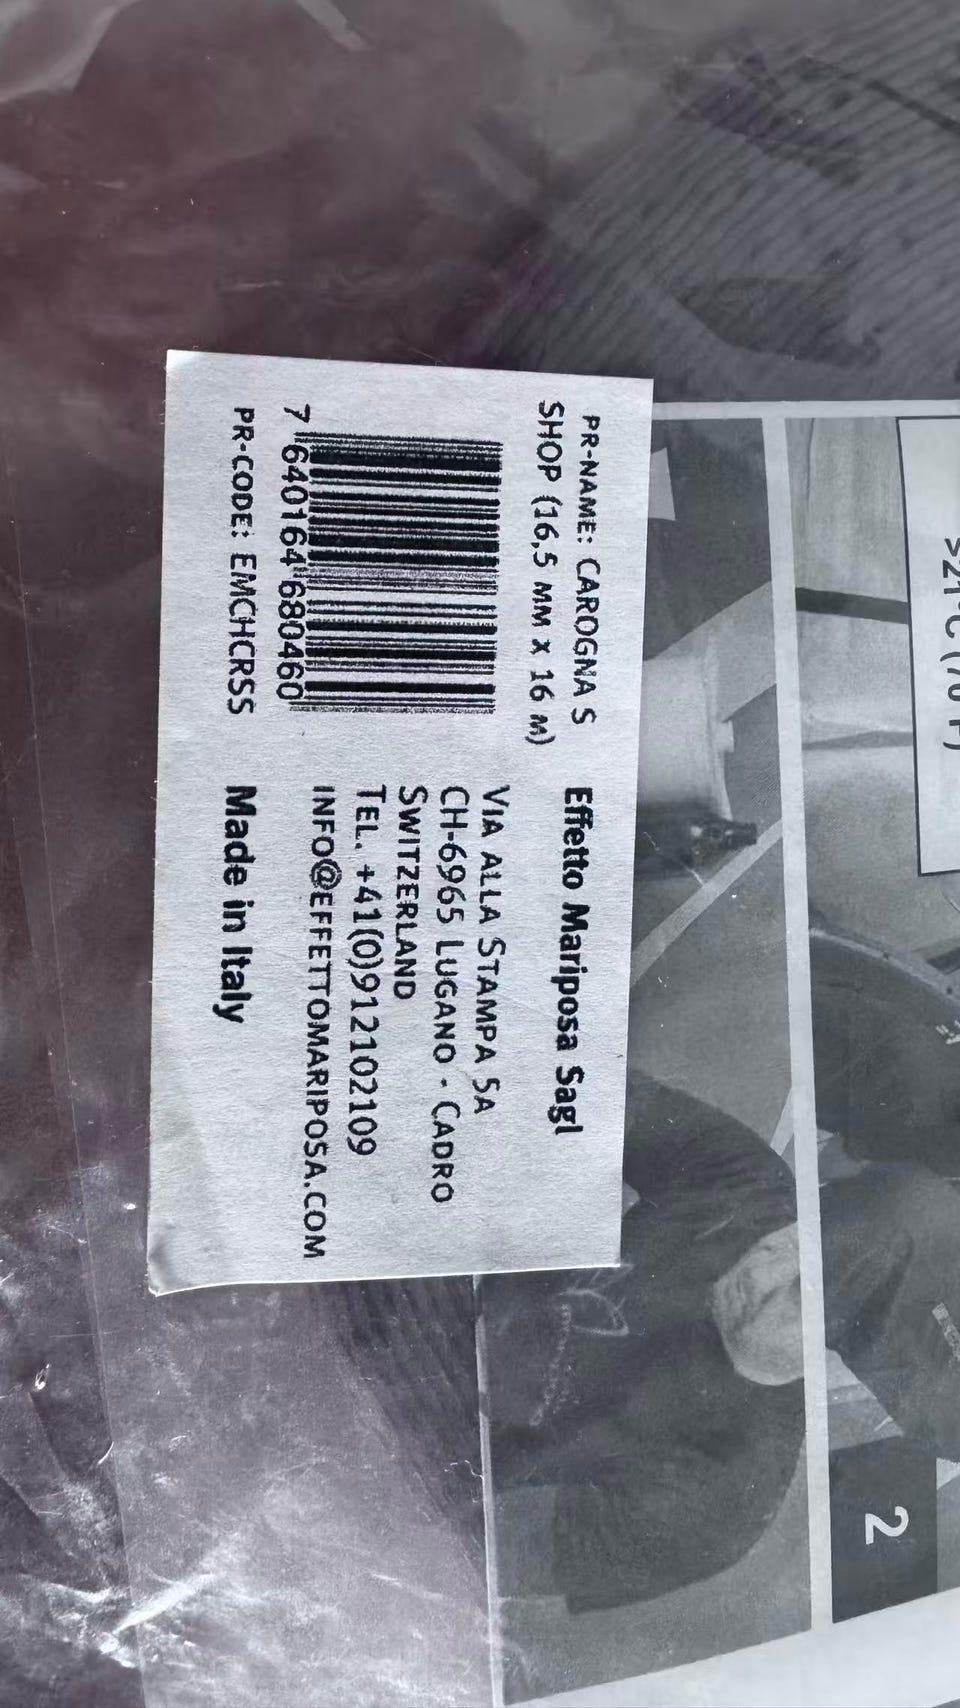 PR-NAME: CAROGNA S
SHOP (16,5 MM X 16 M)
7 640164 680460
PR-CODE: EMCHCRSS
Effetto Mariposa Sagl
VIA ALLA STAMPA 5A
CH-6965 LUGANO - CADRO
SWITZERLAND
TEL. +41(0)912102109
INFO@EFFETTOMARIPOSA.COM
Made in Italy
2